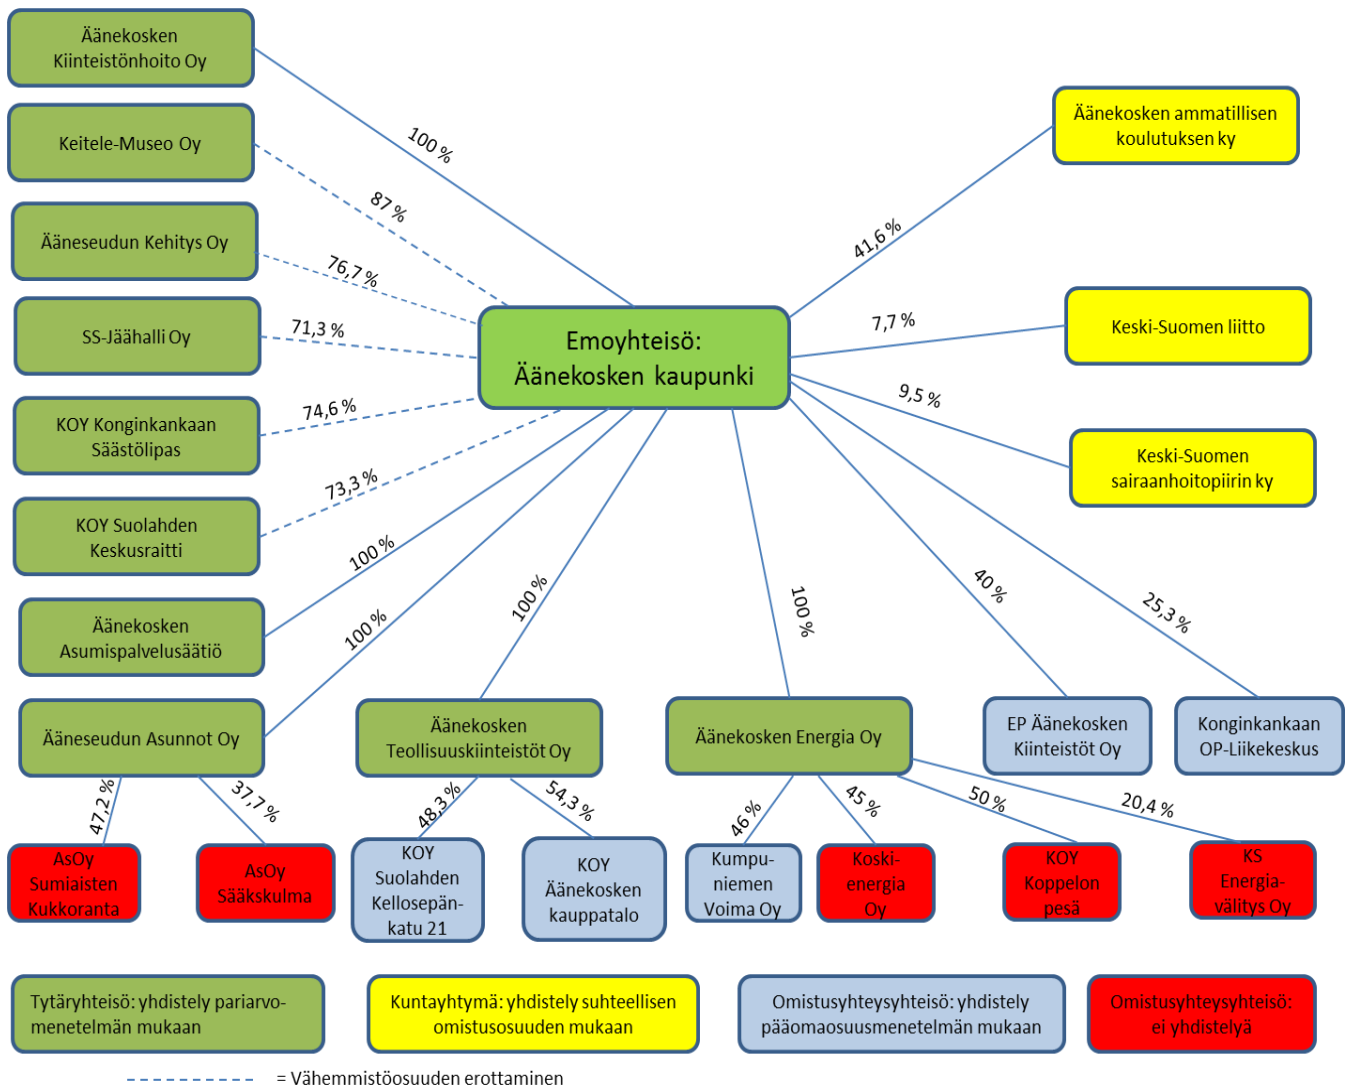 Äänekosken
Kiinteistönhoito Oy
100 %
Keitele-Museo Oy
87 %
Äänekosken ammatillisen
koulutuksen ky
41,6 %
Ääneseudun Kehitys Oy
76,7 %
SS-Jäähalli Oy
71,3 %
Emoyhteisö:
Äänekosken kaupunki
7,7 %
Keski-Suomen liitto
KOY Konginkankaan
Säästölipas
74,6 %
9,5 %
Keski-Suomen
sairaanhoitopiirin ky
KOY Suolahden
Keskusraitti
73,3 %
Äänekosken
Asumispalvelusäätiö
100 %
100 %
100 %
100 %
40 %
25,3 %
Ääneseudun Asunnot Oy
Äänekosken
Teollisuuskiinteistöt Oy
Äänekosken Energia Oy
EP Äänekosken
Kiinteistöt Oy
Konginkankaan
OP-Liikekeskus
47,2 %
37,7 %
48,3 %
54,3 %
46 %
45 %
50 %
20,4 %
AsOy
Sumiaisten
Kukkoranta
AsOy
Sääkskulma
KOY
Suolahden
Kellosepän-
katu 21
KOY
Äänekosken
kauppatalo
Kumpu-
niemen
Voima Oy
Koski-
energia
Oy
KOY
Koppelon
pesä
KS
Energia-
välitys Oy
Tytäryhteisö: yhdistely pariarvo-
menetelmän mukaan
Kuntayhtymä: yhdistely suhteellisen
omistusosuuden mukaan
Omistusyhteysyhteisö: yhdistely
pääomaosuusmenetelmän mukaan
Omistusyhteysyhteisö:
ei yhdistelyä
= Vähemmistöosuuden erottaminen